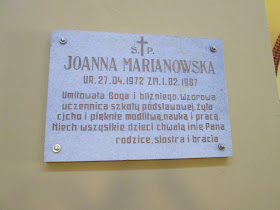 Ś.✝P.
JOANNA MARIANOWSKA
UR. 27.04.1972 ZM. 1.02.1987
Umiłowała Boga i bliźniego. Wzorowa
uczennica szkoły podstawowej, żyła
cicho i pięknie modlitwą, nauką i pracą.
Niech wszystkie dzieci chwalą imię Pana
rodzice, siostra i bracia